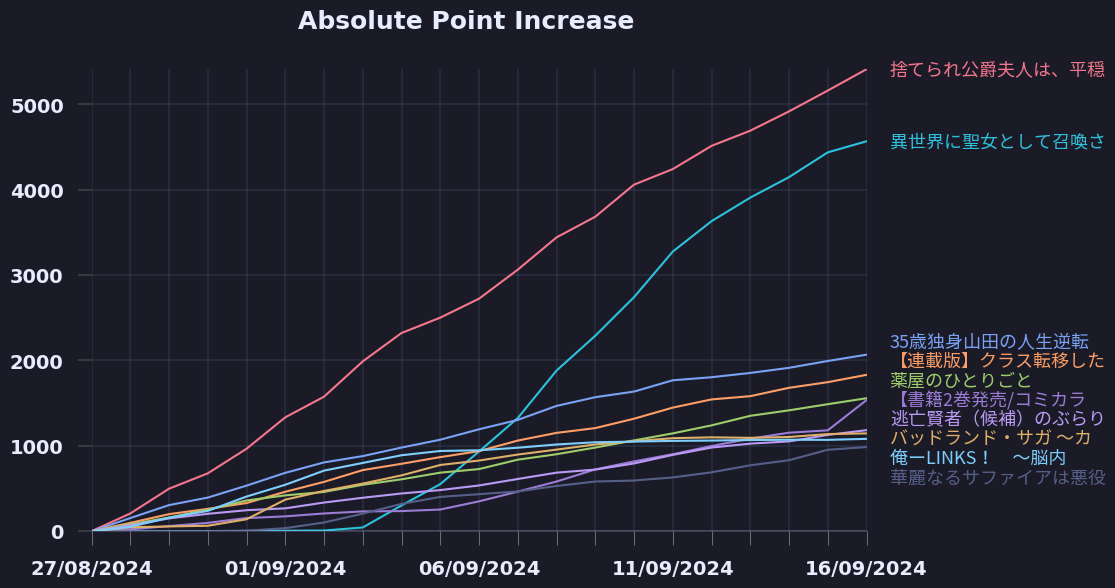 Absolute Point Increase
5000
4000
3000
2000
1000
0
27/08/2024
01/09/2024
06/09/2024
11/09/2024
16/09/2024
捨てられ公爵夫人は、平穏
異世界に聖女として召喚さ
35歳独身山田の人生逆転
【連載版】クラス転移した
薬屋のひとりごと
【書籍2巻発売/コミカラ
逃亡賢者（候補）のぶらり
バッドランド・サガ ～カ
俺ーLINKS！　～脳内
華麗なるサファイアは悪役